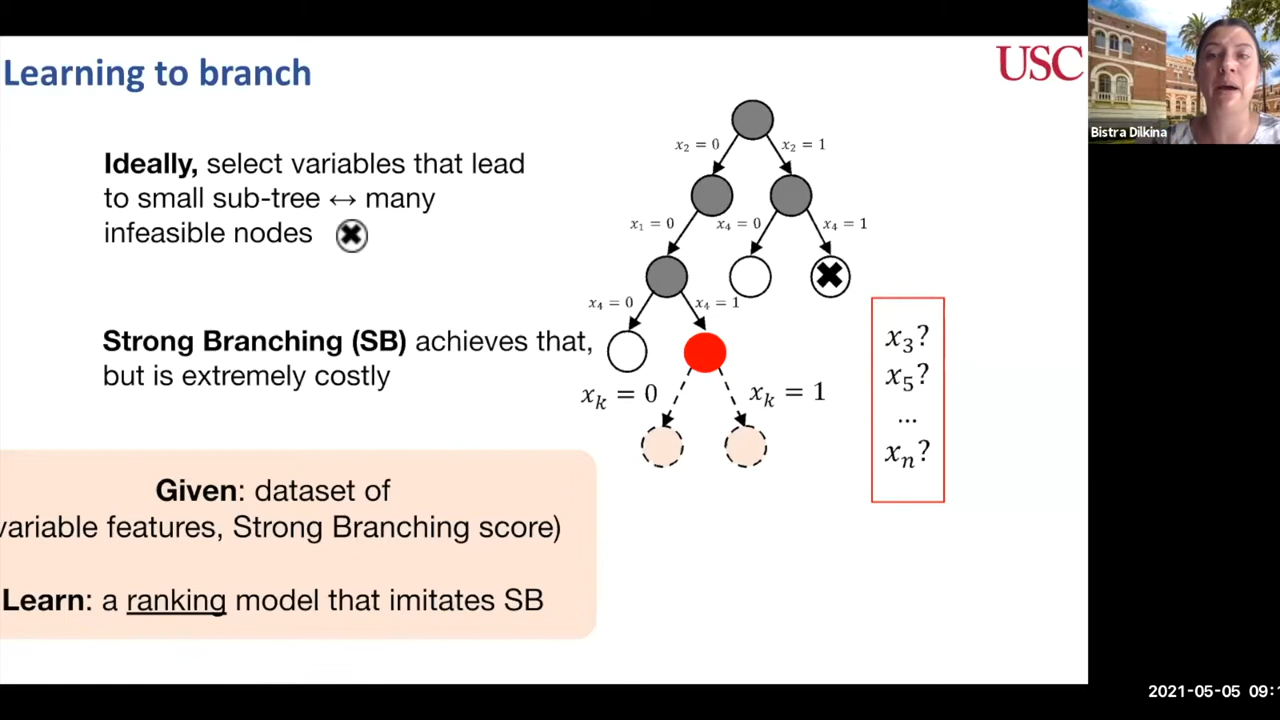 Learning to branch
USC
Bistra Dilkina
Ideally, select variables that lead
to small sub-tree ↔ many
infeasible nodes
x₂ = 0
x₂ = 1
x₁ = 0
x₄ = 0
x₄ = 1
x₄ = 0
x₄ = 1
Strong Branching (SB) achieves that,
but is extremely costly
xₖ = 0
xₖ = 1
x₃?
x₅?
...
xₙ?
Given: dataset of
variable features, Strong Branching score)
Learn: a ranking model that imitates SB
2021-05-05 09:1